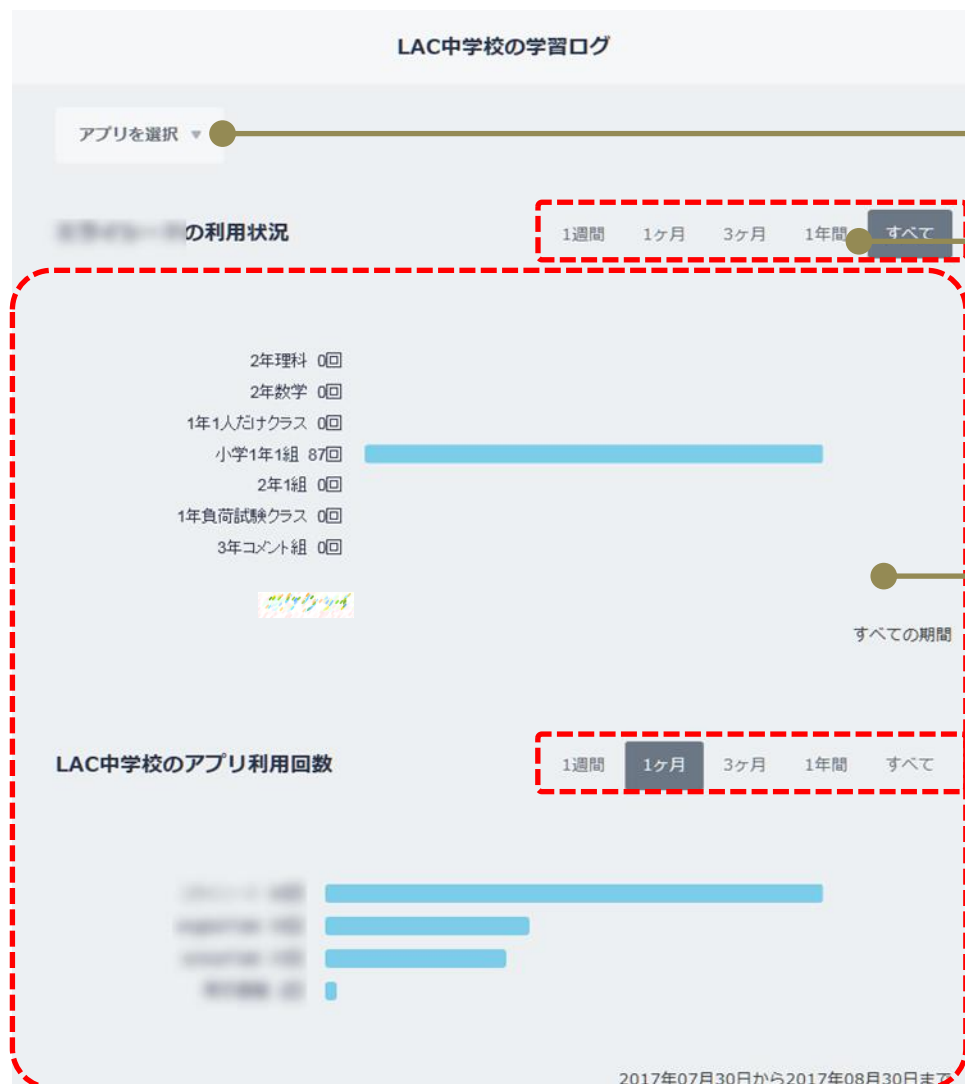 LAC中学校の学習ログ
アプリを選択 ▼
の利用状況
1週間 1ヶ月 3ヶ月 1年間 すべて
2年理科 0回
2年数学 0回
1年1人だけクラス 0回
小学1年1組 87回
2年1組 0回
1年負荷試験クラス 0回
3年コメント組 0回
すべての期間
LAC中学校のアプリ利用回数
1週間 1ヶ月 3ヶ月 1年間 すべて
2017年07月30日から2017年08月30日まで